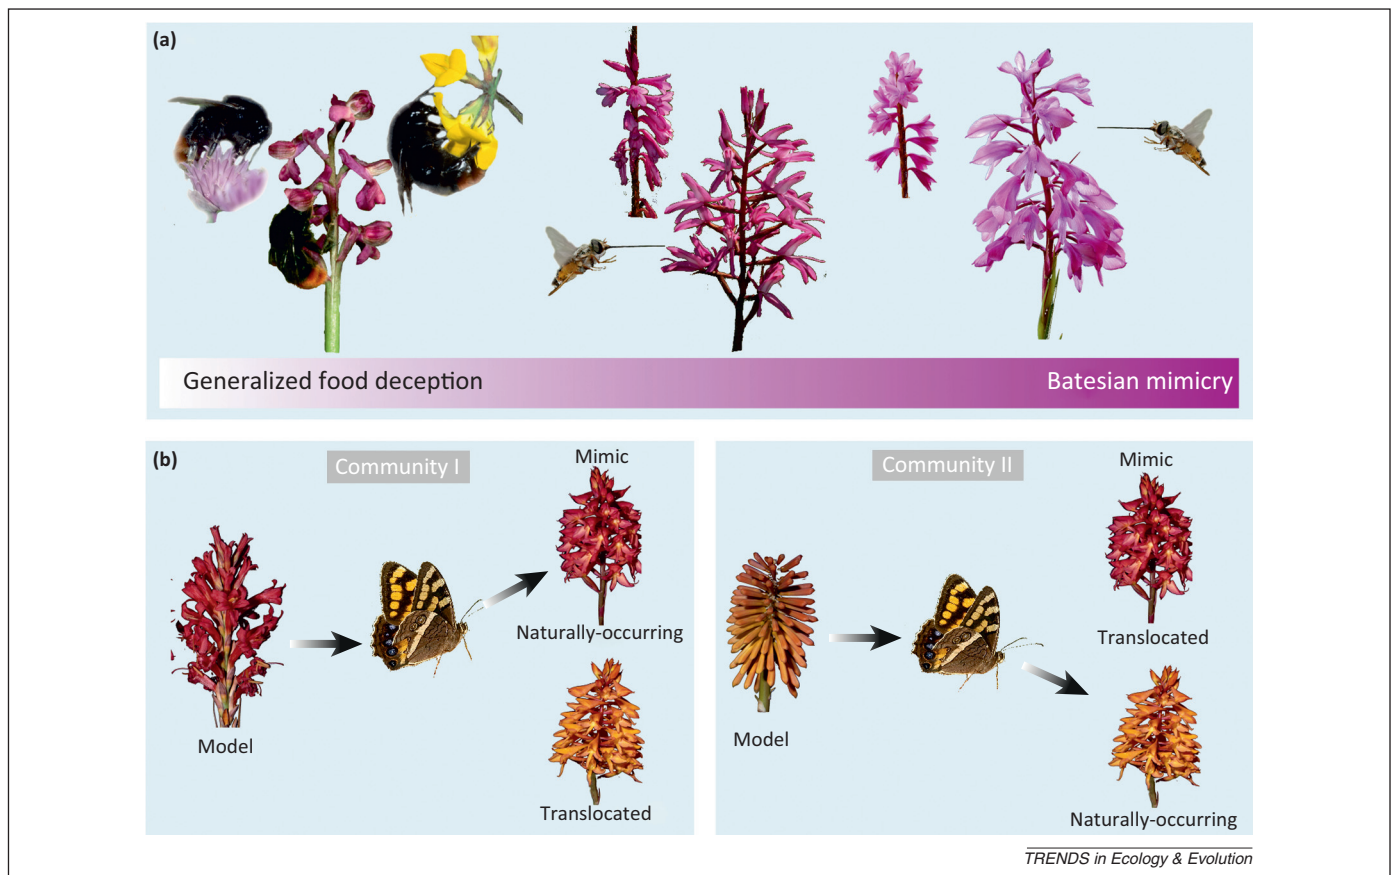 (a)
Generalized food deception
Batesian mimicry
(b)
Community I
Mimic
Naturally-occurring
Model
Translocated
Community II
Mimic
Translocated
Model
Naturally-occurring
TRENDS in Ecology & Evolution